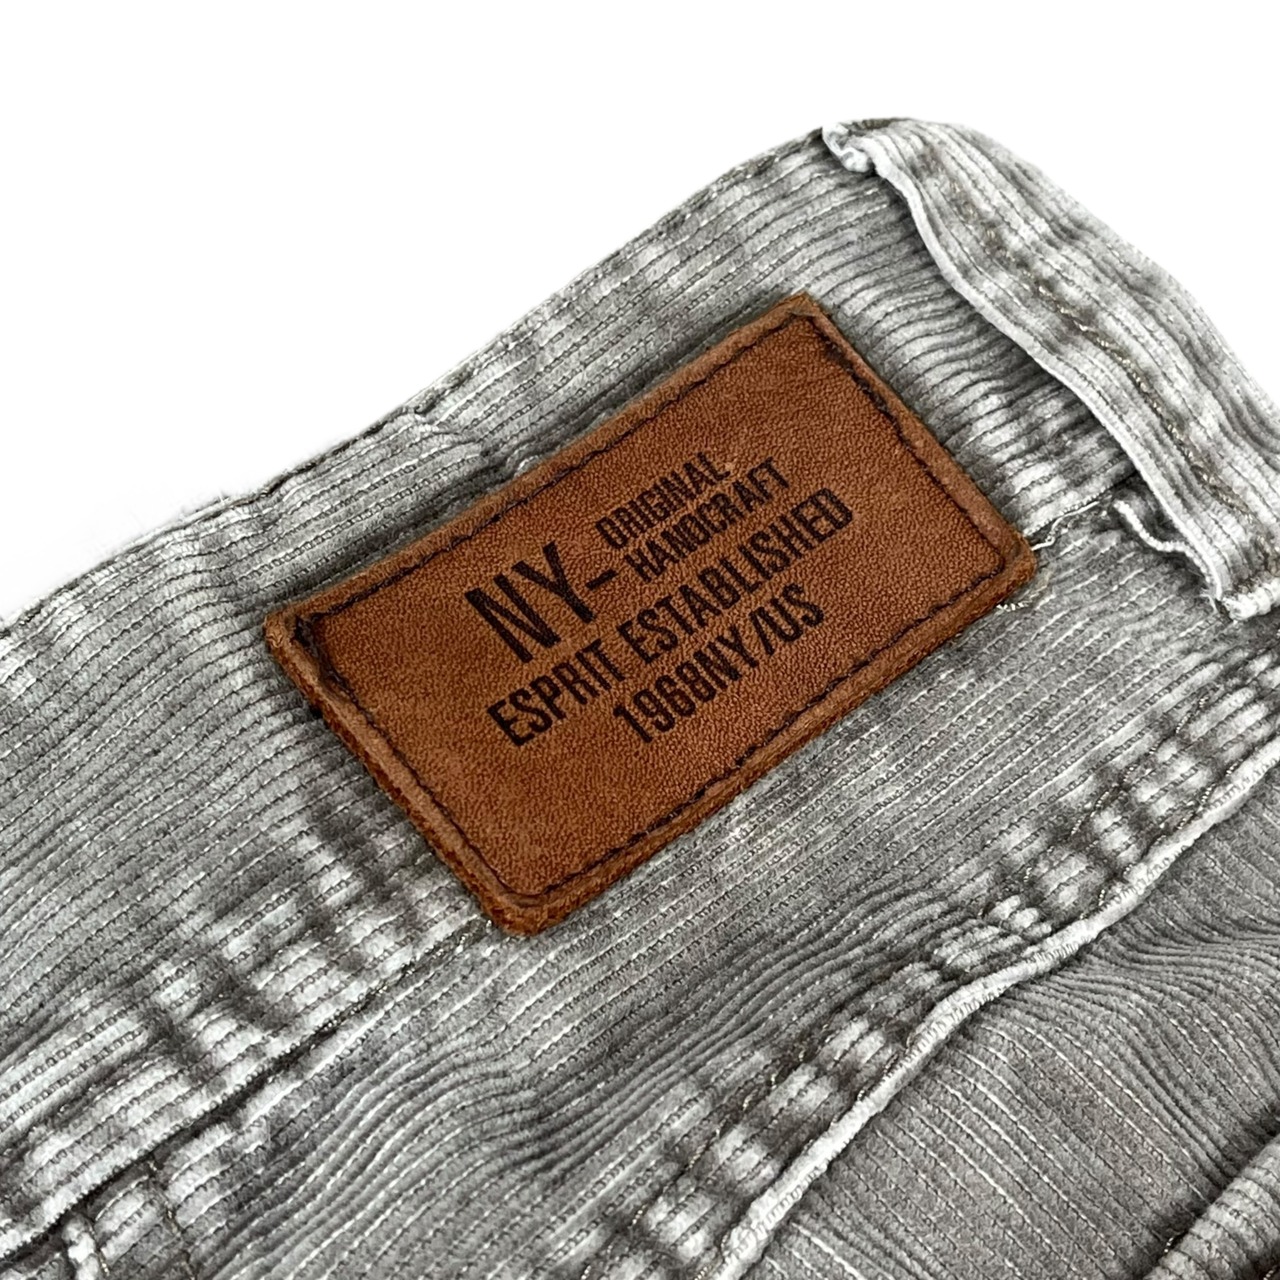 NY- ORIGINAL
HANDCRAFT
ESPRIT ESTABLISHED
1968NY/US